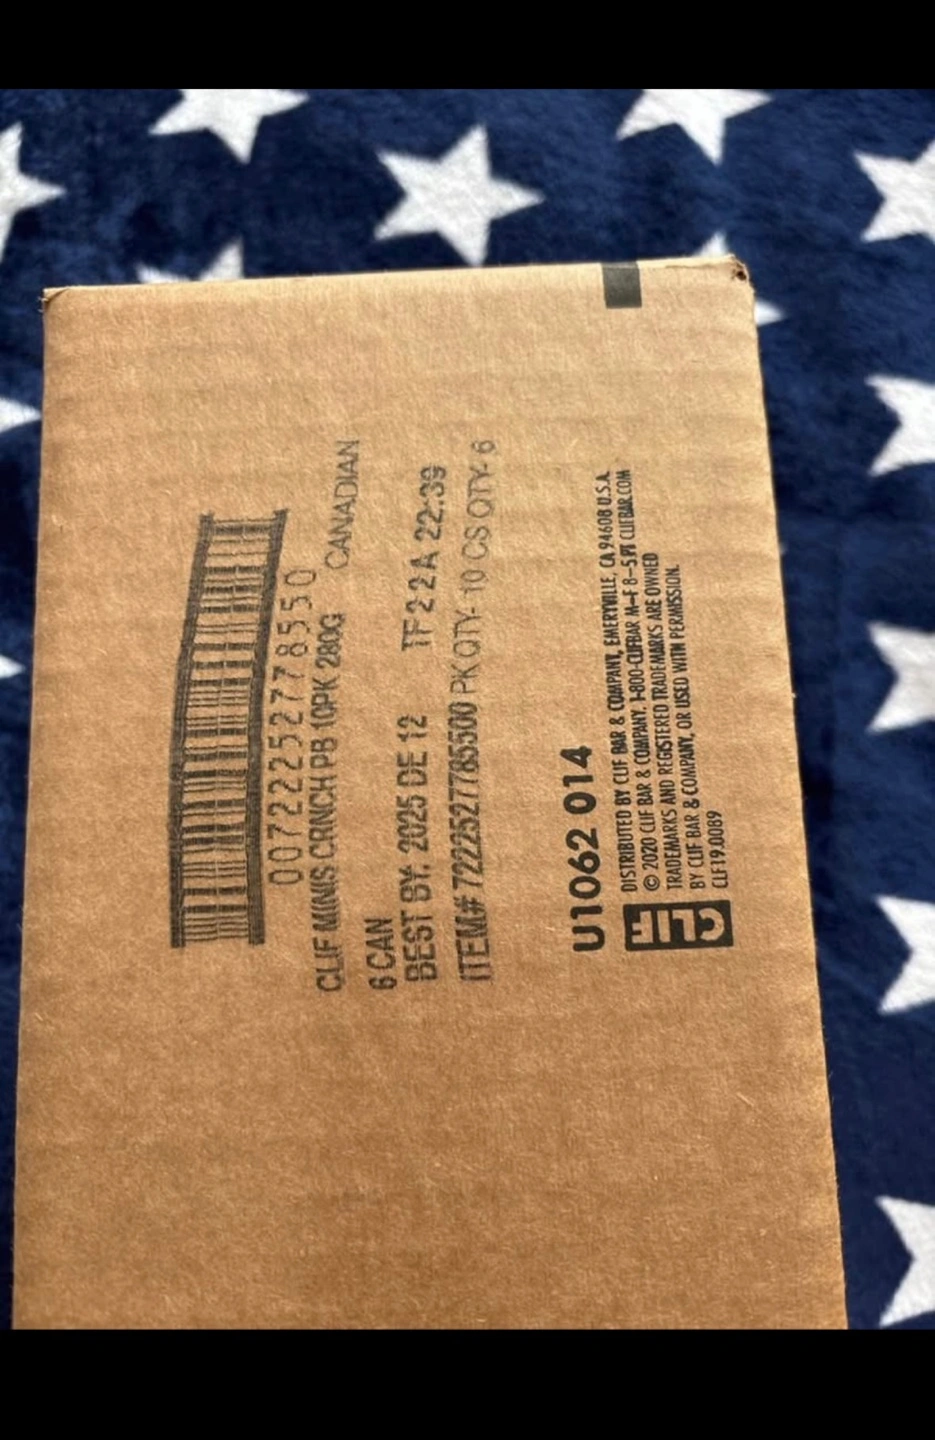 00722252778550
CLIF MINIS CRNCH PB 10PK 280G CANADIAN
6 CAN
BEST BY. 2025 DE 12 TF2 2 A 22:39
ITEM# 722252778550O PK QTY- 10 CS QTY- 6
U1062 014
CLIF
DISTRIBUTED BY CLIF BAR & COMPANY, EMERYVILLE, CA 94608 U.S.A.
© 2020 CLIF BAR & COMPANY. 1-800-CLIFBAR M–F 8–5 PT CLIFBAR.COM
TRADEMARKS AND REGISTERED TRADEMARKS ARE OWNED
BY CLIF BAR & COMPANY, OR USED WITH PERMISSION.
CLF19.0089